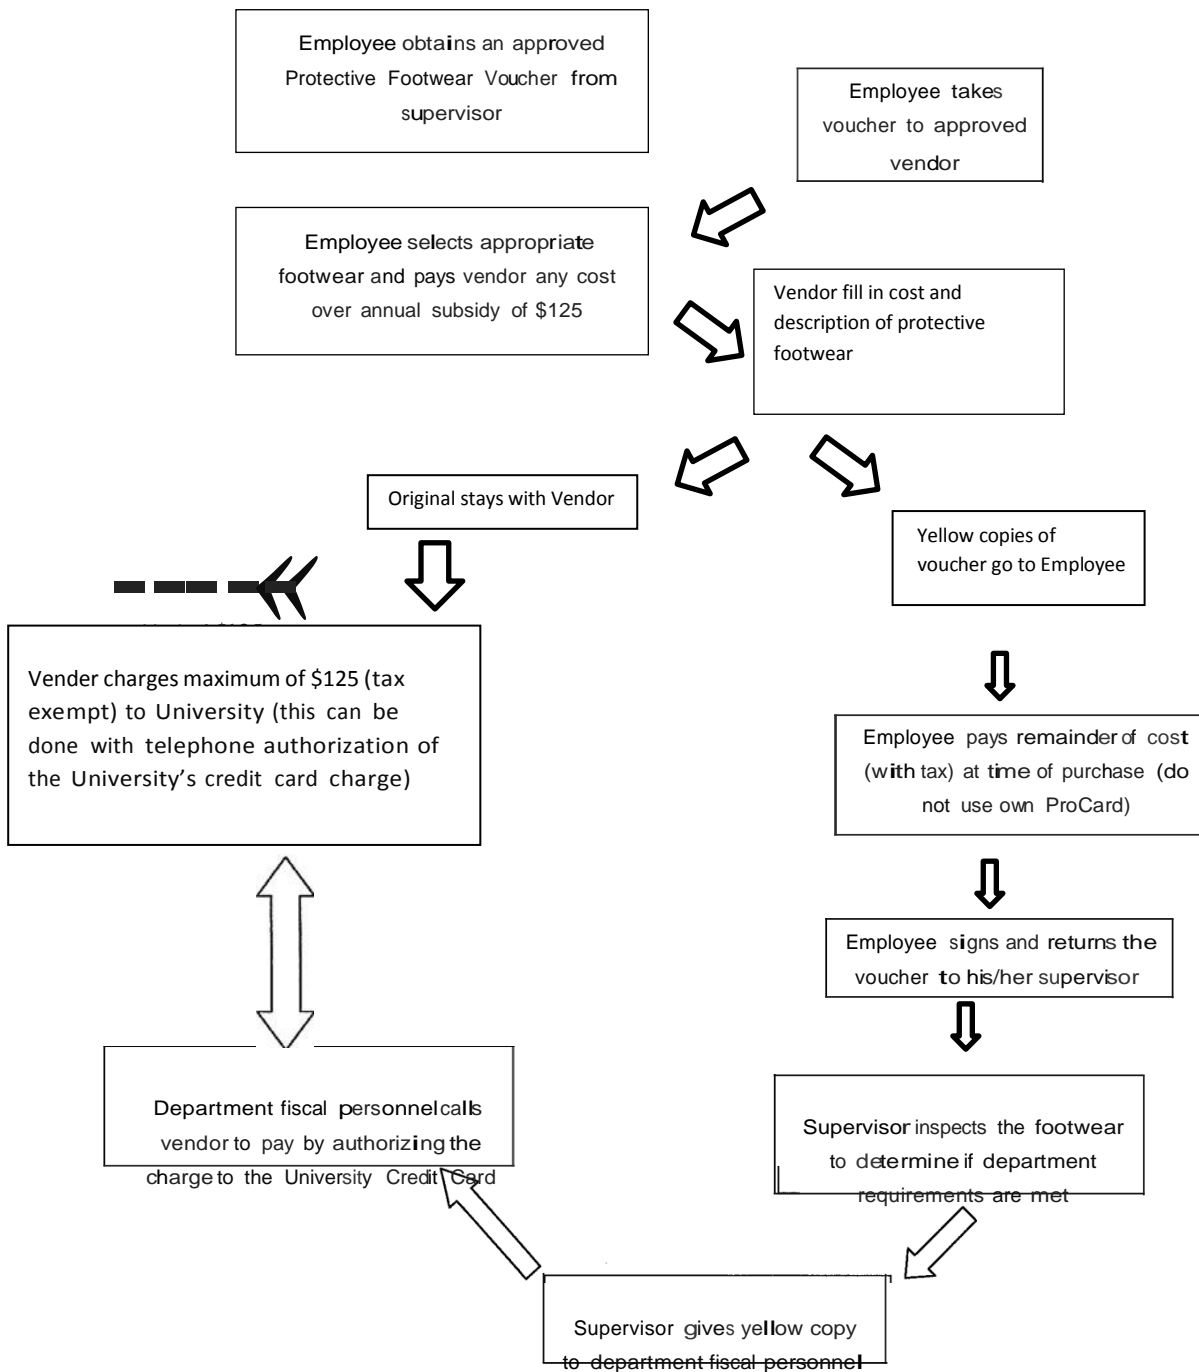 Employee obtains an approved
Protective Footwear Voucher from
supervisor
Employee takes
voucher to approved
vendor
Employee selects appropriate
footwear and pays vendor any cost
over annual subsidy of $125
Vendor fill in cost and
description of protective
footwear
Original stays with Vendor
Yellow copies of
voucher go to Employee
Vender charges maximum of $125 (tax
exempt) to University (this can be
done with telephone authorization of
the University's credit card charge)
Employee pays remainder of cost
(with tax) at time of purchase (do
not use own ProCard)
Employee signs and returns the
voucher to his/her supervisor
Department fiscal personnel calls
vendor to pay by authorizing the
charge to the University Credit Card
Supervisor inspects the footwear
to determine if department
requirements are met
Supervisor gives yellow copy
to department fiscal personnel